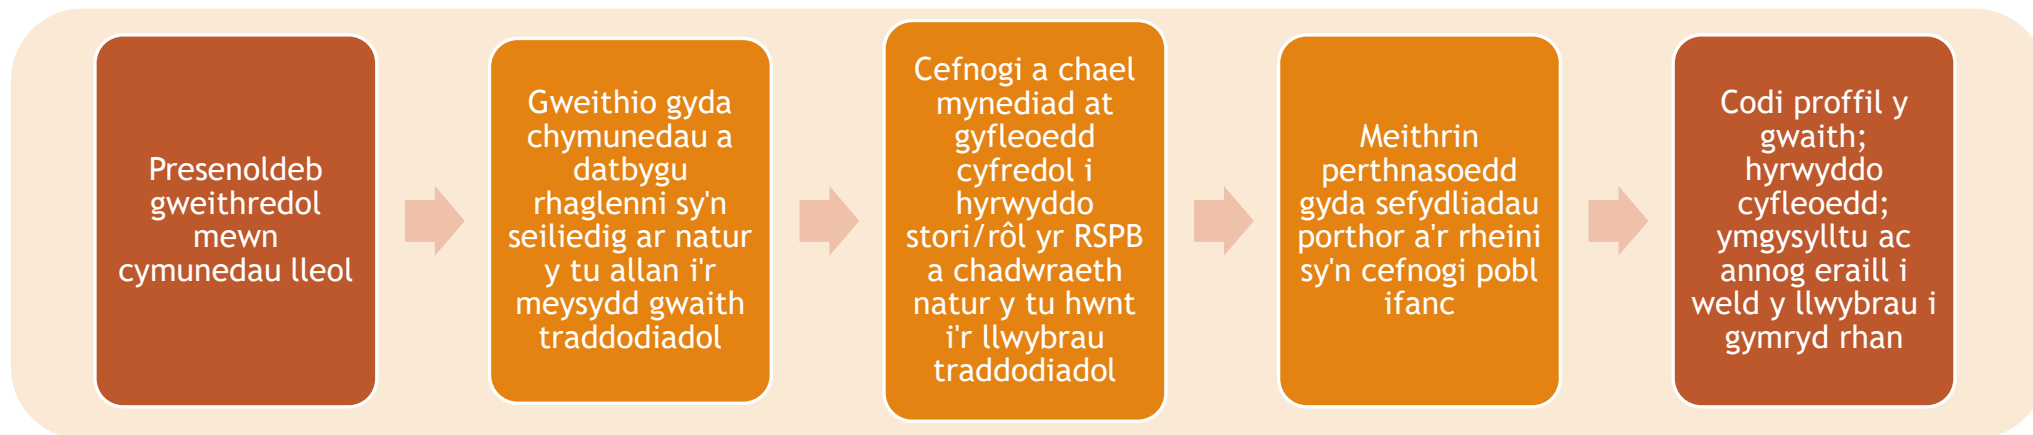 Presenoldeb
gweithredol
mewn
cymunedau lleol
Gweithio gyda
chymunedau a
datbygu
rhaglenni sy'n
seiliedig ar natur
y tu allan i'r
meysydd gwaith
traddodiadol
Cefnogi a chael
mynediad at
gyfleoedd
cyfredol i
hyrwyddo
stori/rôl yr RSPB
a chadwraeth
natur y tu hwnt
i'r llwybrau
traddodiadol
Meithrin
perthnasoedd
gyda sefydliadau
porthor a'r rheini
sy'n cefnogi pobl
ifanc
Codi proffil y
gwaith;
hyrwyddo
cyfleoedd;
ymgysylltu ac
annog eraill i
weld y llwybrau i
gymryd rhan